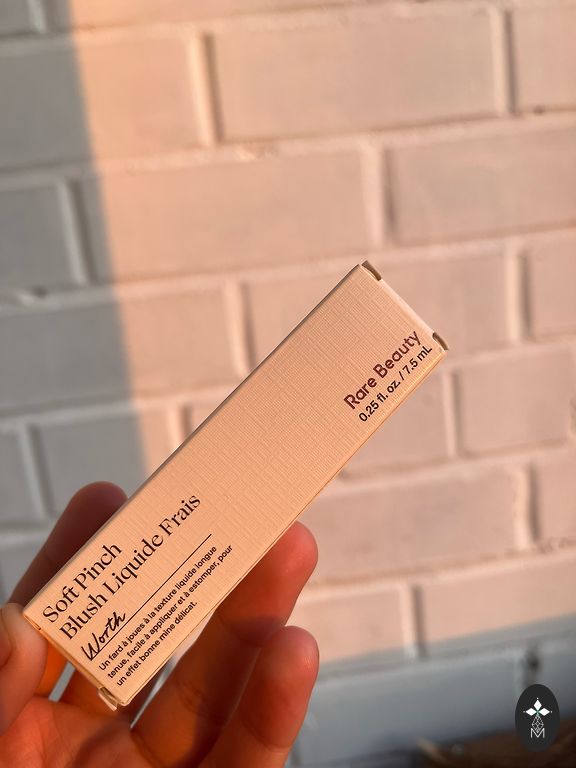 Rare Beauty
0.25 fl. oz. / 7.5 mL
Soft Pinch
Blush Liquide Frais
Worth
Un fard à joues à la texture liquide longue
tenue, facile à appliquer et à estomper, pour
un effet bonne mine délicat.
M